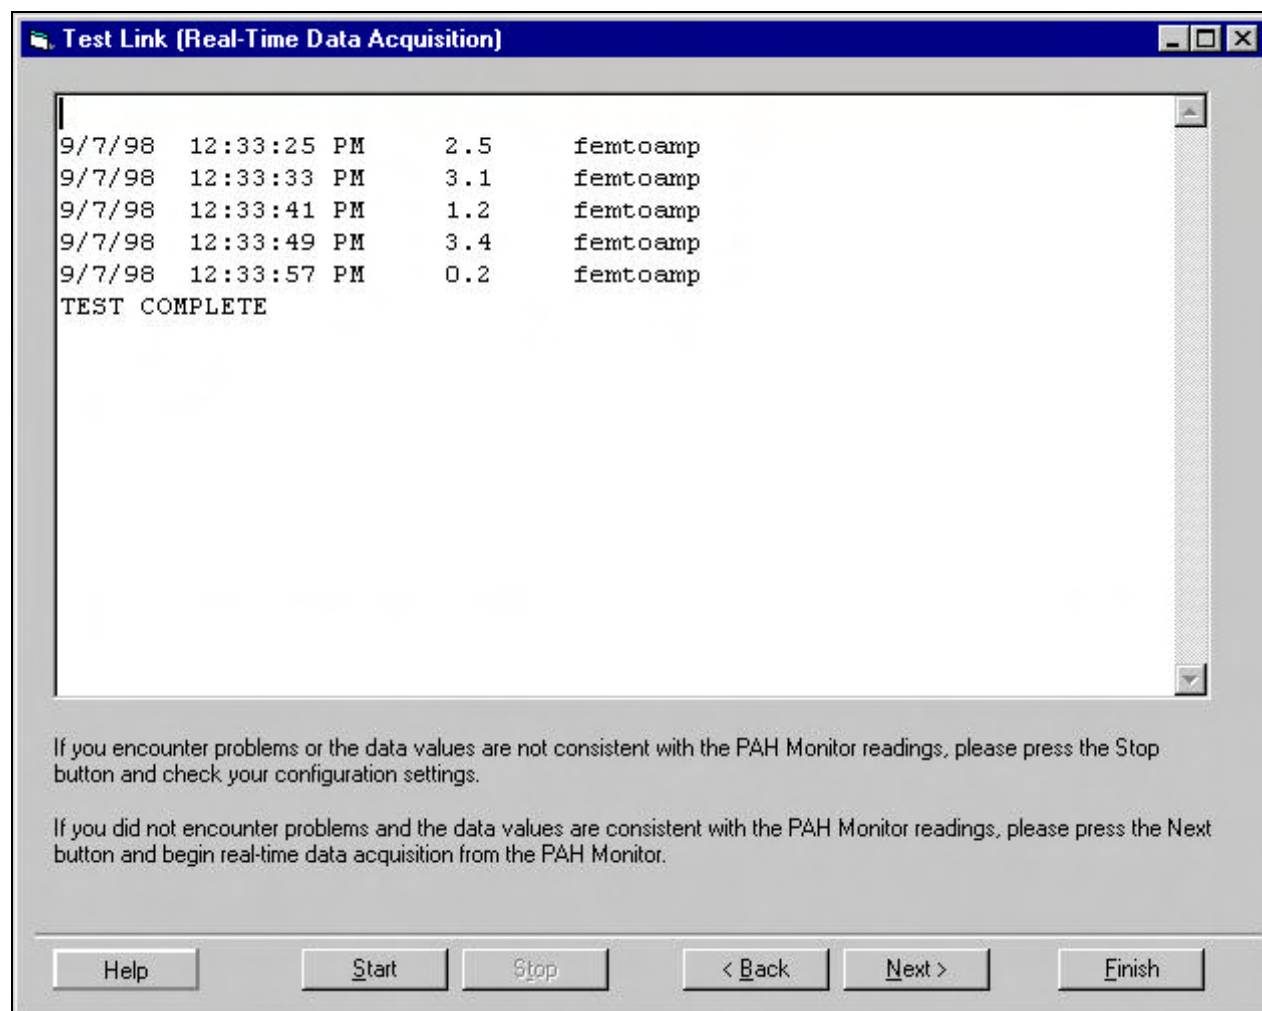 Test Link (Real-Time Data Acquisition)
9/7/98 12:33:25 PM 2.5 femtoamp
9/7/98 12:33:33 PM 3.1 femtoamp
9/7/98 12:33:41 PM 1.2 femtoamp
9/7/98 12:33:49 PM 3.4 femtoamp
9/7/98 12:33:57 PM 0.2 femtoamp
TEST COMPLETE
If you encounter problems or the data values are not consistent with the PAH Monitor readings, please press the Stop
button and check your configuration settings.
If you did not encounter problems and the data values are consistent with the PAH Monitor readings, please press the Next
button and begin real-time data acquisition from the PAH Monitor.
Help Start Stop < Back Next > Finish